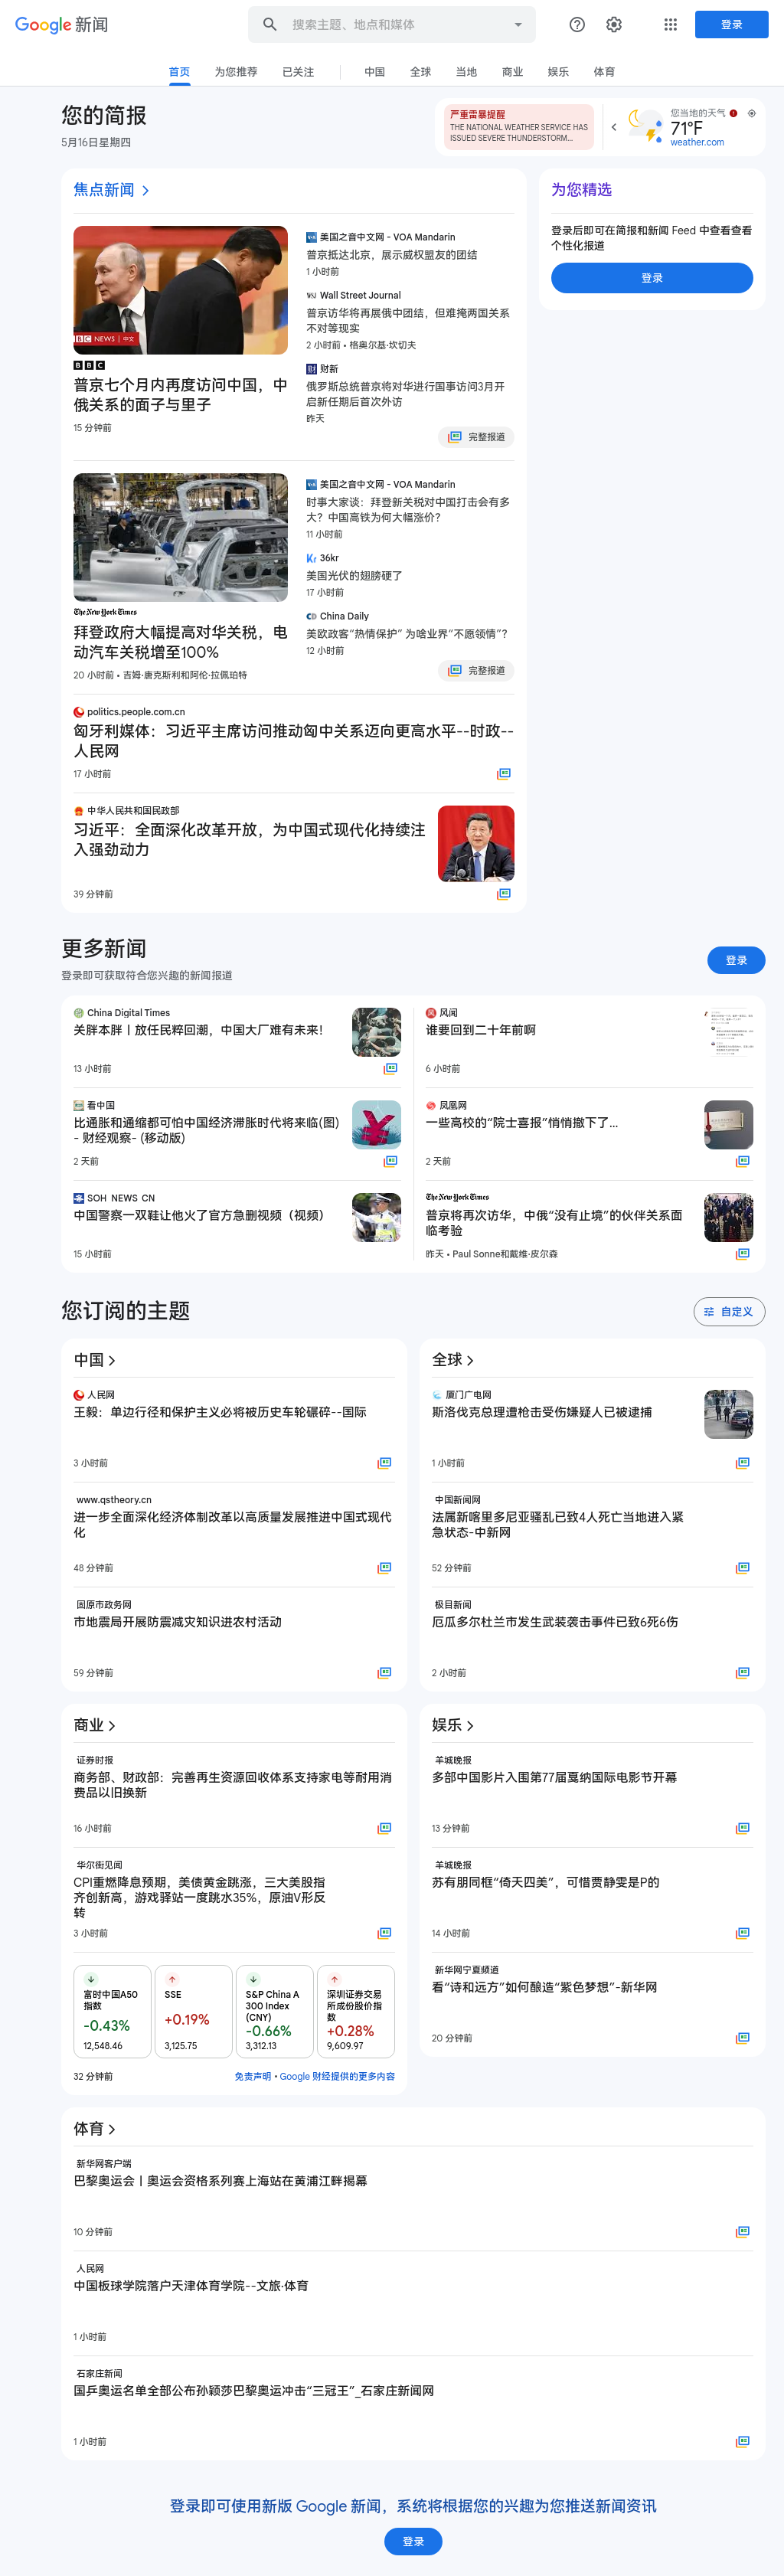 Google 新闻
搜索主题、地点和媒体
登录
首页 为您推荐 已关注 中国 全球 当地 商业 娱乐 体育
您的简报
5月16日星期四
严重雷暴提醒
THE NATIONAL WEATHER SERVICE HAS
ISSUED SEVERE THUNDERSTORM...
您当地的天气
71°F
weather.com
焦点新闻
BBC NEWS 中文
BBC
普京七个月内再度访问中国，中
俄关系的面子与里子
15 分钟前
美国之音中文网 - VOA Mandarin
普京抵达北京，展示威权盟友的团结
1 小时前
Wall Street Journal
普京访华将再展俄中团结，但难掩两国关系
不对等现实
2 小时前 • 格奥尔基·坎切夫
财新
俄罗斯总统普京将对华进行国事访问3月开
启新任期后首次外访
昨天
完整报道
为您精选
登录后即可在简报和新闻 Feed 中查看查看
个性化报道
登录
The New York Times
拜登政府大幅提高对华关税，电
动汽车关税增至100%
20 小时前 • 吉姆·唐克斯利和阿伦·拉佩珀特
美国之音中文网 - VOA Mandarin
时事大家谈：拜登新关税对中国打击会有多
大？中国高铁为何大幅涨价？
11 小时前
36kr
美国光伏的翅膀硬了
17 小时前
China Daily
美欧政客“热情保护” 为啥业界“不愿领情”？
12 小时前
完整报道
politics.people.com.cn
匈牙利媒体：习近平主席访问推动匈中关系迈向更高水平--时政--
人民网
17 小时前
中华人民共和国民政部
习近平：全面深化改革开放，为中国式现代化持续注
入强劲动力
39 分钟前
更多新闻
登录即可获取符合您兴趣的新闻报道
登录
China Digital Times
关胖本胖丨放任民粹回潮，中国大厂难有未来！
13 小时前
风闻
谁要回到二十年前啊
6 小时前
看中国
比通胀和通缩都可怕中国经济滞胀时代将来临(图)
- 财经观察- (移动版)
2 天前
凤凰网
一些高校的“院士喜报”悄悄撤下了...
2 天前
SOH_NEWS_CN
中国警察一双鞋让他火了官方急删视频（视频）
15 小时前
The New York Times
普京将再次访华，中俄“没有止境”的伙伴关系面
临考验
昨天 • Paul Sonne和戴维·皮尔森
您订阅的主题
自定义
中国
人民网
王毅：单边行径和保护主义必将被历史车轮碾碎--国际
3 小时前
www.qstheory.cn
进一步全面深化经济体制改革以高质量发展推进中国式现代
化
48 分钟前
固原市政务网
市地震局开展防震减灾知识进农村活动
59 分钟前
全球
厦门广电网
斯洛伐克总理遭枪击受伤嫌疑人已被逮捕
1 小时前
中国新闻网
法属新喀里多尼亚骚乱已致4人死亡当地进入紧
急状态-中新网
52 分钟前
极目新闻
厄瓜多尔杜兰市发生武装袭击事件已致6死6伤
2 小时前
商业
证券时报
商务部、财政部：完善再生资源回收体系支持家电等耐用消
费品以旧换新
16 小时前
华尔街见闻
CPI重燃降息预期，美债黄金跳涨，三大美股指
齐创新高，游戏驿站一度跳水35%，原油V形反
转
3 小时前
富时中国A50
指数
-0.43%
12,548.46
SSE
+0.19%
3,125.75
S&P China A
300 Index
(CNY)
-0.66%
3,312.13
深圳证券交易
所成份股价指
数
+0.28%
9,609.97
32 分钟前
免责声明 • Google 财经提供的更多内容
娱乐
羊城晚报
多部中国影片入围第77届戛纳国际电影节开幕
13 分钟前
羊城晚报
苏有朋同框“倚天四美”，可惜贾静雯是P的
14 小时前
新华网宁夏频道
看“诗和远方”如何酿造“紫色梦想”-新华网
20 分钟前
体育
新华网客户端
巴黎奥运会丨奥运会资格系列赛上海站在黄浦江畔揭幕
10 分钟前
人民网
中国板球学院落户天津体育学院--文旅·体育
1 小时前
石家庄新闻
国乒奥运名单全部公布孙颖莎巴黎奥运冲击“三冠王”_石家庄新闻网
1 小时前
登录即可使用新版 Google 新闻，系统将根据您的兴趣为您推送新闻资讯
登录